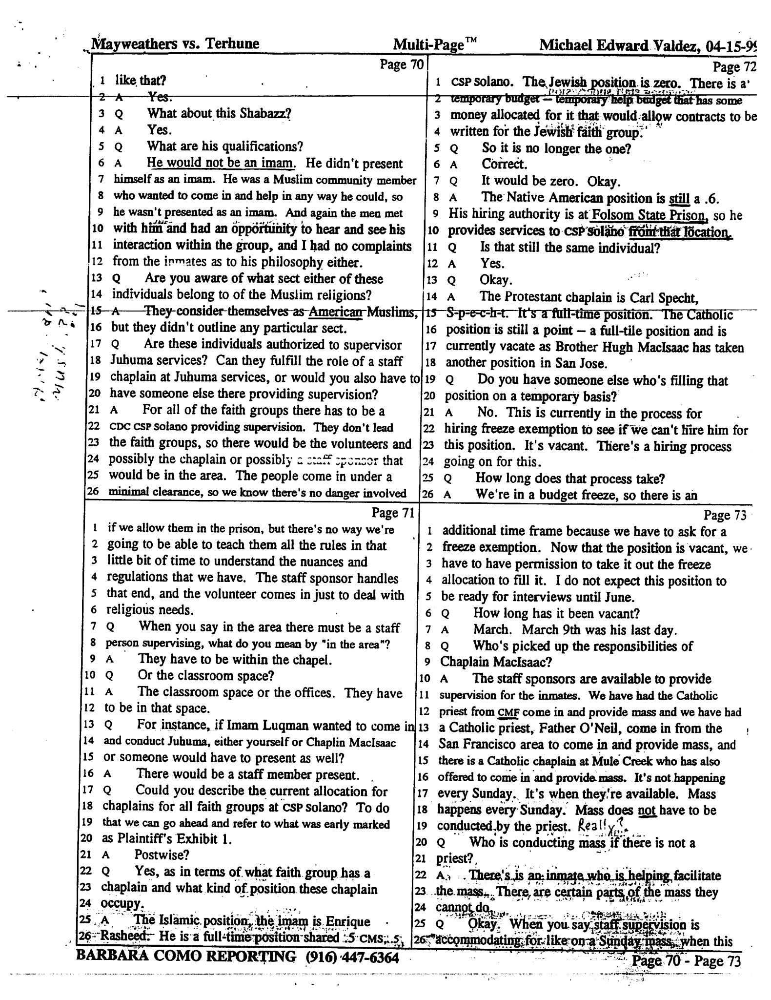 Mayweathers vs. Terhune Multi-Page™ Michael Edward Valdez, 04-15-99
Page 70
1 like that?
2 A Yes.
3 Q What about this Shabazz?
4 A Yes.
5 Q What are his qualifications?
6 A He would not be an imam. He didn't present
7 himself as an imam. He was a Muslim community member
8 who wanted to come in and help in any way he could, so
9 he wasn't presented as an imam. And again the men met
10 with him and had an opportunity to hear and see his
11 interaction within the group, and I had no complaints
12 from the inmates as to his philosophy either.
13 Q Are you aware of what sect either of these
14 individuals belong to of the Muslim religions?
15 A They consider themselves as American Muslims,
16 but they didn't outline any particular sect.
17 Q Are these individuals authorized to supervisor
18 Juhuma services? Can they fulfill the role of a staff
19 chaplain at Juhuma services, or would you also have to
20 have someone else there providing supervision?
21 A For all of the faith groups there has to be a
22 CDC CSP Solano providing supervision. They don't lead
23 the faith groups, so there would be the volunteers and
24 possibly the chaplain or possibly a staff sponsor that
25 would be in the area. The people come in under a
26 minimal clearance, so we know there's no danger involved
Page 71
1 if we allow them in the prison, but there's no way we're
2 going to be able to teach them all the rules in that
3 little bit of time to understand the nuances and
4 regulations that we have. The staff sponsor handles
5 that end, and the volunteer comes in just to deal with
6 religious needs.
7 Q When you say in the area there must be a staff
8 person supervising, what do you mean by "in the area"?
9 A They have to be within the chapel.
10 Q Or the classroom space?
11 A The classroom space or the offices. They have
12 to be in that space.
13 Q For instance, if Imam Luqman wanted to come in
14 and conduct Juhuma, either yourself or Chaplin MacIsaac
15 or someone would have to present as well?
16 A There would be a staff member present.
17 Q Could you describe the current allocation for
18 chaplains for all faith groups at CSP Solano? To do
19 that we can go ahead and refer to what was early marked
20 as Plaintiff's Exhibit 1.
21 A Postwise?
22 Q Yes, as in terms of what faith group has a
23 chaplain and what kind of position these chaplain
24 occupy.
25 A The Islamic position, the imam is Enrique
26 Rasheed. He is a full-time position shared .5 CMS, .5
Page 72
1 CSP Solano. The Jewish position is zero. There is a
2 temporary budget – temporary help budget that has some
3 money allocated for it that would allow contracts to be
4 written for the Jewish faith group.
5 Q So it is no longer the one?
6 A Correct.
7 Q It would be zero. Okay.
8 A The Native American position is still a .6.
9 His hiring authority is at Folsom State Prison, so he
10 provides services to CSP Solano from that location.
11 Q Is that still the same individual?
12 A Yes.
13 Q Okay.
14 A The Protestant chaplain is Carl Specht,
15 S-p-e-c-h-t. It's a full-time position. The Catholic
16 position is still a point – a full-tile position and is
17 currently vacate as Brother Hugh MacIsaac has taken
18 another position in San Jose.
19 Q Do you have someone else who's filling that
20 position on a temporary basis?
21 A No. This is currently in the process for
22 hiring freeze exemption to see if we can't hire him for
23 this position. It's vacant. There's a hiring process
24 going on for this.
25 Q How long does that process take?
26 A We're in a budget freeze, so there is an
Page 73
1 additional time frame because we have to ask for a
2 freeze exemption. Now that the position is vacant, we
3 have to have permission to take it out the freeze
4 allocation to fill it. I do not expect this position to
5 be ready for interviews until June.
6 Q How long has it been vacant?
7 A March. March 9th was his last day.
8 Q Who's picked up the responsibilities of
9 Chaplain MacIsaac?
10 A The staff sponsors are available to provide
11 supervision for the inmates. We have had the Catholic
12 priest from CMF come in and provide mass and we have had
13 a Catholic priest, Father O'Neil, come in from the
14 San Francisco area to come in and provide mass, and
15 there is a Catholic chaplain at Mule Creek who has also
16 offered to come in and provide mass. It's not happening
17 every Sunday. It's when they're available. Mass
18 happens every Sunday. Mass does not have to be
19 conducted by the priest. Really?
20 Q Who is conducting mass if there is not a
21 priest?
22 A There's is an inmate who is helping facilitate
23 the mass. There are certain parts of the mass they
24 cannot do.
25 Q Okay. When you say staff supervision is
26 accommodating for like on a Sunday mass, when this
BARBARA COMO REPORTING (916) 447-6364 Page 70 - Page 73